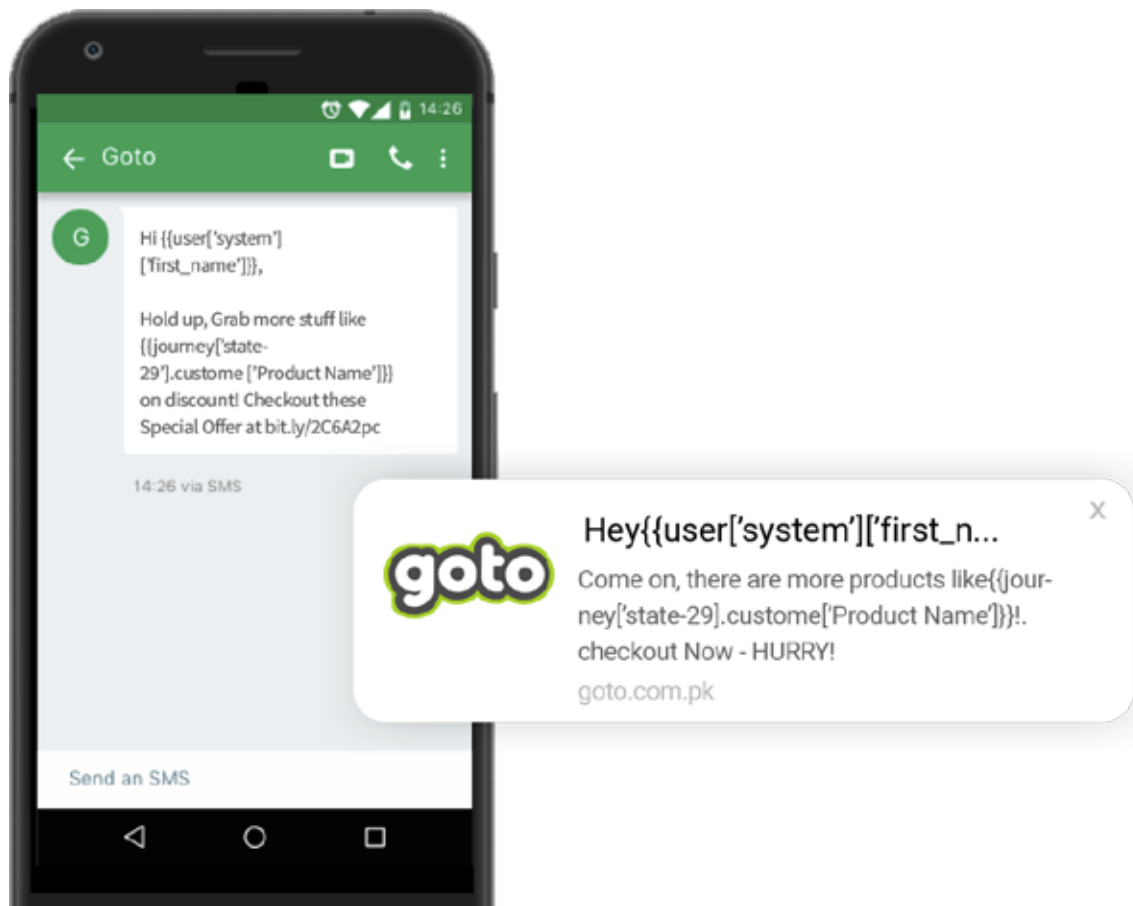 14:26
Goto
G
Hi {{user['system']
['first_name']}},
Hold up, Grab more stuff like
{{journey['state-
29'].custome ['Product Name']}}
on discount! Checkout these
Special Offer at bit.ly/2C6A2pc
14:26 via SMS
X
Hey{{user['system']['first_n...
goto
Come on, there are more products like{{jour-
ney['state-29].custome['Product Name']}}!.
checkout Now - HURRY!
goto.com.pk
Send an SMS